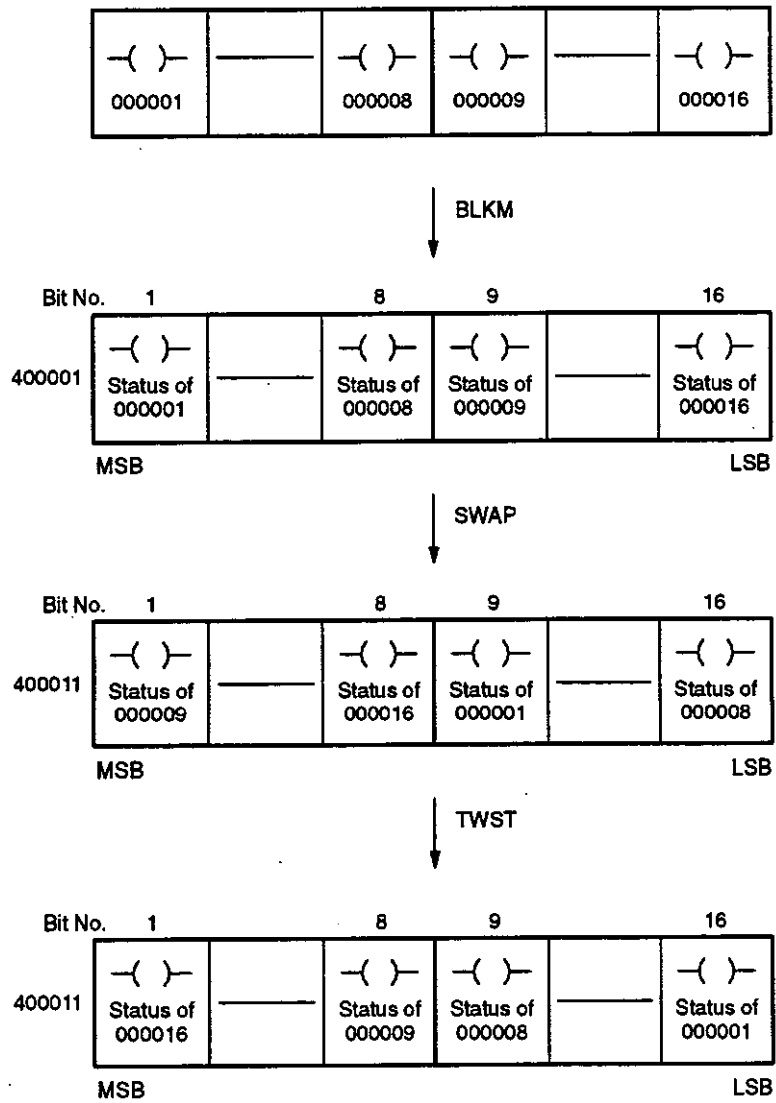 000001 000008 000009 000016
BLKM
Bit No. 1 8 9 16
400001 Status of 000001 Status of 000008 Status of 000009 Status of 000016
MSB LSB
SWAP
Bit No. 1 8 9 16
400011 Status of 000009 Status of 000016 Status of 000001 Status of 000008
MSB LSB
TWST
Bit No. 1 8 9 16
400011 Status of 000016 Status of 000009 Status of 000008 Status of 000001
MSB LSB